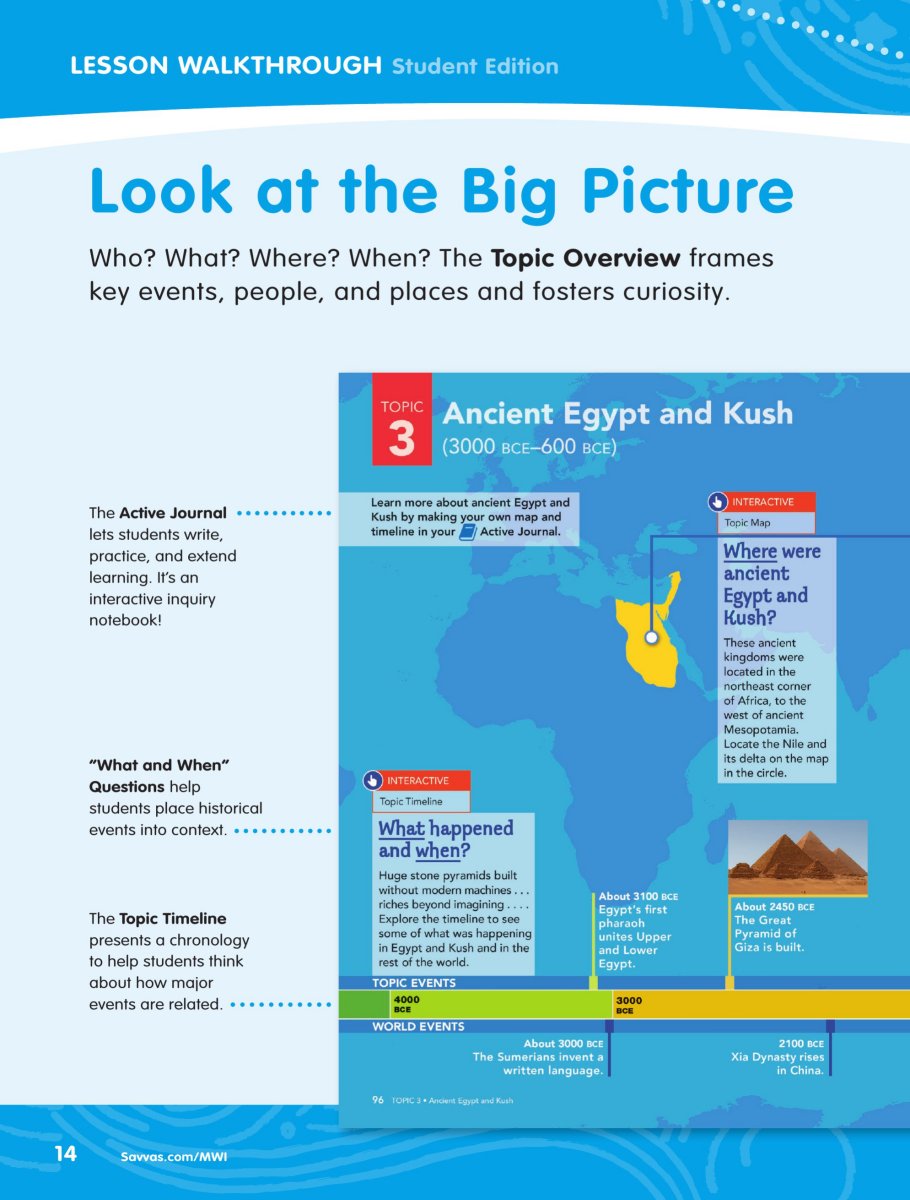 LESSON WALKTHROUGH Student Edition
Look at the Big Picture
Who? What? Where? When? The Topic Overview frames
key events, people, and places and fosters curiosity.
The Active Journal
lets students write,
practice, and extend
learning. It's an
interactive inquiry
notebook!
"What and When"
Questions help
students place historical
events into context.
The Topic Timeline
presents a chronology
to help students think
about how major
events are related.
TOPIC
3
Ancient Egypt and Kush
(3000 BCE–600 BCE)
Learn more about ancient Egypt and
Kush by making your own map and
timeline in your Active Journal.
INTERACTIVE
Topic Map
Where were
ancient
Egypt and
Kush?
These ancient
kingdoms were
located in the
northeast corner
of Africa, to the
west of ancient
Mesopotamia.
Locate the Nile and
its delta on the map
in the circle.
INTERACTIVE
Topic Timeline
What happened
and when?
Huge stone pyramids built
without modern machines . . .
riches beyond imagining . . . .
Explore the timeline to see
some of what was happening
in Egypt and Kush and in the
rest of the world.
About 3100 BCE
Egypt's first
pharaoh
unites Upper
and Lower
Egypt.
About 2450 BCE
The Great
Pyramid of
Giza is built.
TOPIC EVENTS
4000
BCE
3000
BCE
WORLD EVENTS
About 3000 BCE
The Sumerians invent a
written language.
2100 BCE
Xia Dynasty rises
in China.
96 TOPIC 3 • Ancient Egypt and Kush
14 Savvas.com/MWI